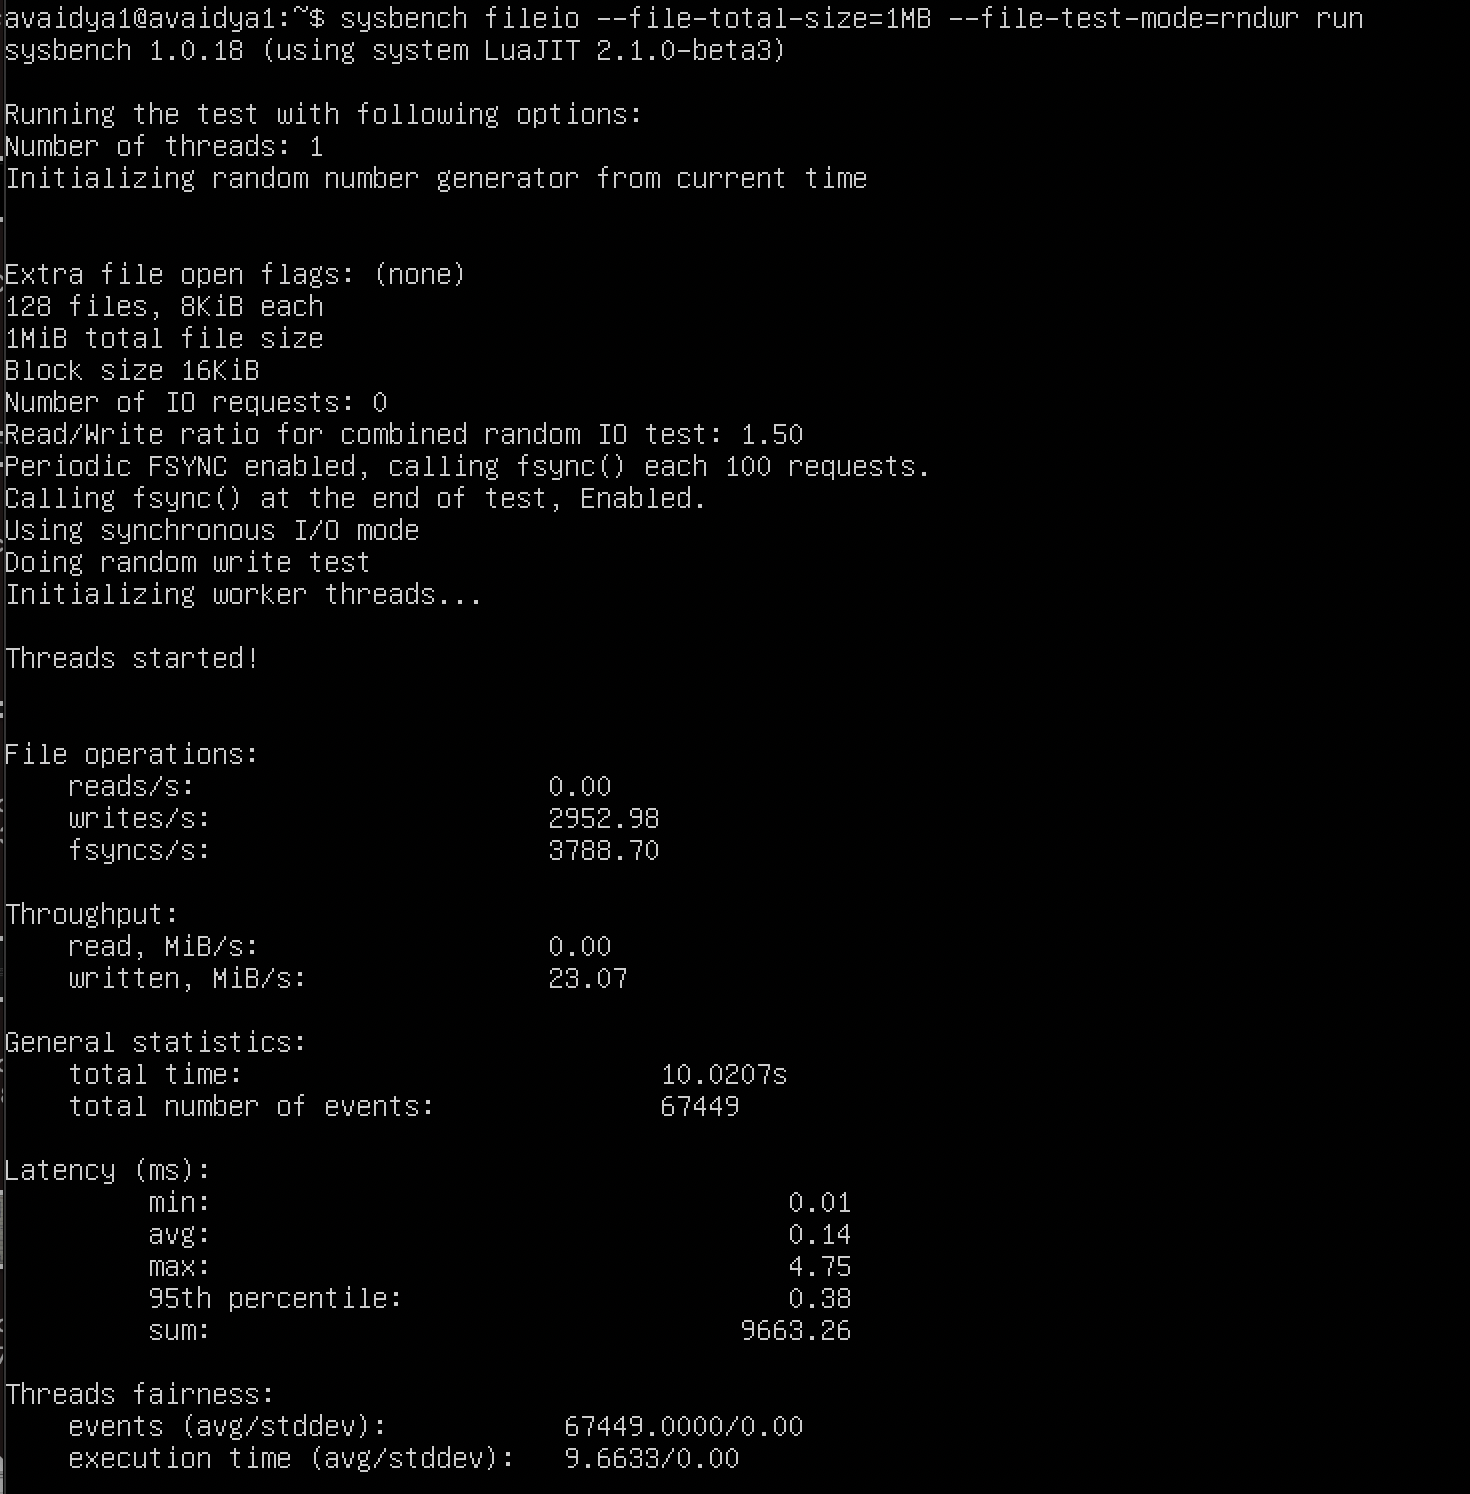 avaidya1@avaidya1:~$ sysbench fileio --file-total-size=1MB --file-test-mode=rndwr run
sysbench 1.0.18 (using system LuaJIT 2.1.0-beta3)
Running the test with following options:
Number of threads: 1
Initializing random number generator from current time
Extra file open flags: (none)
128 files, 8KiB each
1MiB total file size
Block size 16KiB
Number of IO requests: 0
Read/Write ratio for combined random IO test: 1.50
Periodic FSYNC enabled, calling fsync() each 100 requests.
Calling fsync() at the end of test, Enabled.
Using synchronous I/O mode
Doing random write test
Initializing worker threads...
Threads started!
File operations:
reads/s: 0.00
writes/s: 2952.98
fsyncs/s: 3788.70
Throughput:
read, MiB/s: 0.00
written, MiB/s: 23.07
General statistics:
total time: 10.0207s
total number of events: 67449
Latency (ms):
min: 0.01
avg: 0.14
max: 4.75
95th percentile: 0.38
sum: 9663.26
Threads fairness:
events (avg/stddev): 67449.0000/0.00
execution time (avg/stddev): 9.6633/0.00